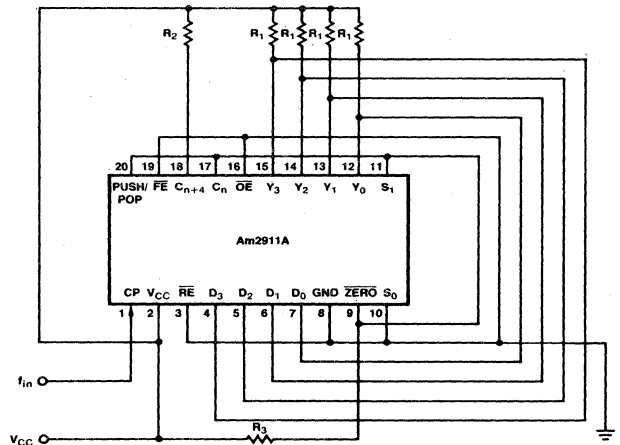 R2 R1 R1 R1 R1
20 19 18 17 16 15 14 13 12 11
PUSH/ FE Cn+4 Cn OE Y3 Y2 Y1 Y0 S1
POP
Am2911A
CP VCC RE D3 D2 D1 D0 GND ZERO S0
1 2 3 4 5 6 7 8 9 10
fin
R3
VCC